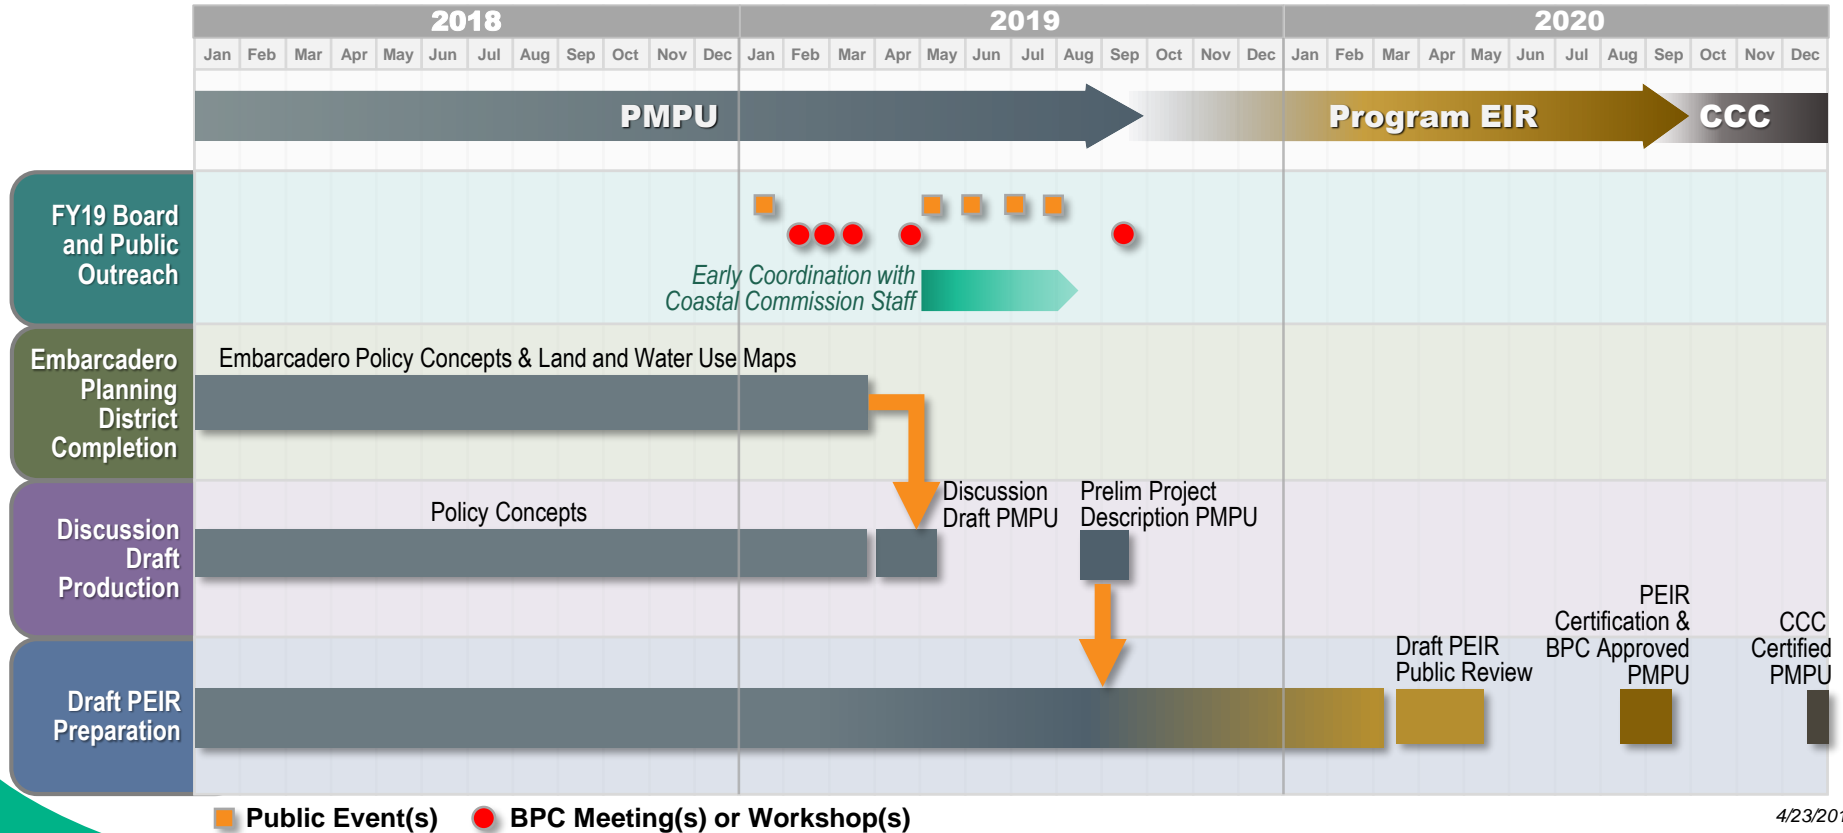 2018 2019 2020
Jan Feb Mar Apr May Jun Jul Aug Sep Oct Nov Dec Jan Feb Mar Apr May Jun Jul Aug Sep Oct Nov Dec Jan Feb Mar Apr May Jun Jul Aug Sep Oct Nov Dec
PMPU
Program EIR
CCC
FY19 Board
and Public
Outreach
Early Coordination with
Coastal Commission Staff
Embarcadero
Planning
District
Completion
Embarcadero Policy Concepts & Land and Water Use Maps
Discussion
Draft
Production
Policy Concepts
Discussion
Draft PMPU
Prelim Project
Description PMPU
Draft PEIR
Preparation
Draft PEIR
Public Review
PEIR
Certification &
BPC Approved
PMPU
CCC
Certified
PMPU
Public Event(s)
BPC Meeting(s) or Workshop(s)
4/23/201